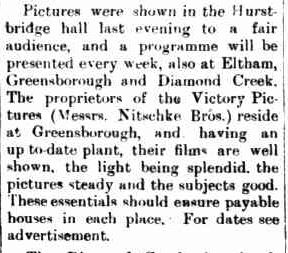 Pictures were shown in the Hurst-
bridge hall last evening to a fair
audience, and a programme will be
presented every week, also at Eltham,
Greensborough and Diamond Creek.
The proprietors of the Victory Pic-
tures (Messrs. Nitschke Bros.) reside
at Greensborough, and having an
up to-date plant, their films are well
shown, the light being splendid, the
pictures steady and the subjects good.
These essentials should ensure payable
houses in each place. For dates see
advertisement.